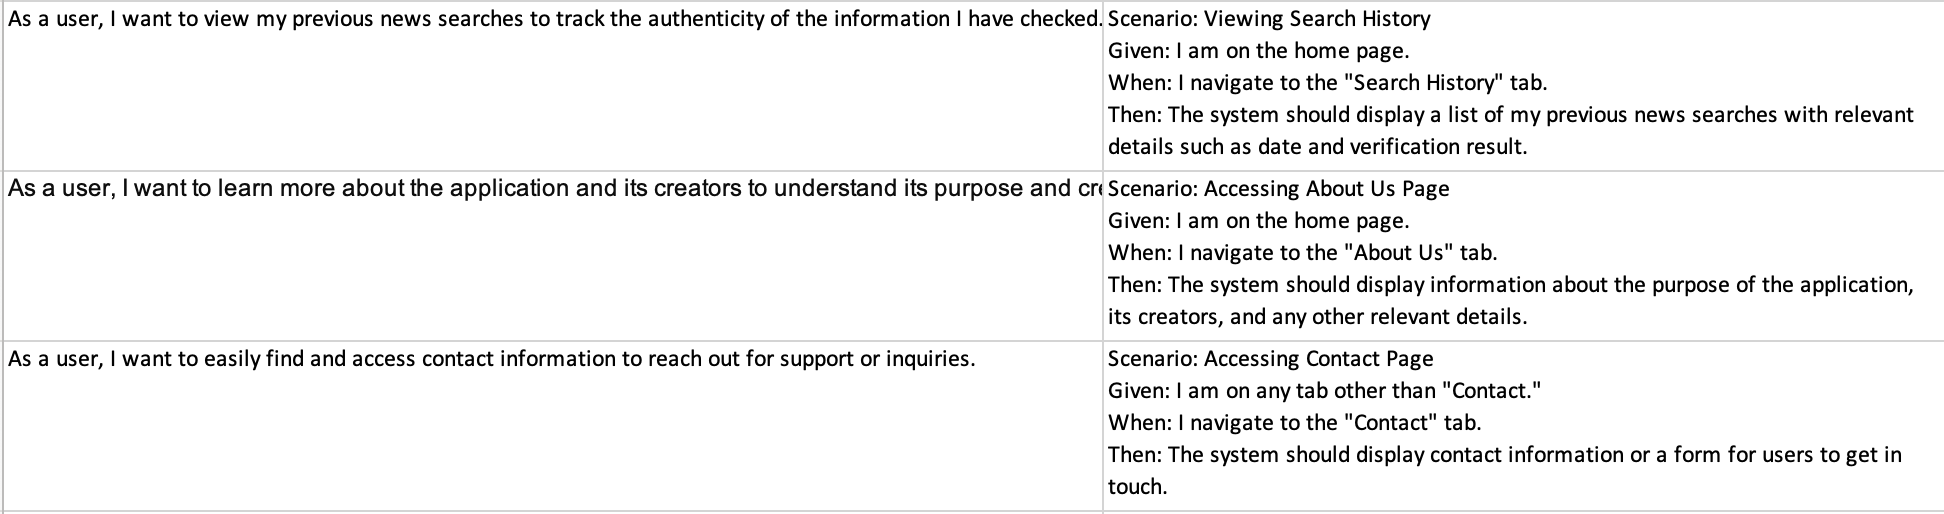 As a user, I want to view my previous news searches to track the authenticity of the information I have checked.
Scenario: Viewing Search History
Given: I am on the home page.
When: I navigate to the "Search History" tab.
Then: The system should display a list of my previous news searches with relevant
details such as date and verification result.
As a user, I want to learn more about the application and its creators to understand its purpose and
Scenario: Accessing About Us Page
Given: I am on the home page.
When: I navigate to the "About Us" tab.
Then: The system should display information about the purpose of the application,
its creators, and any other relevant details.
As a user, I want to easily find and access contact information to reach out for support or inquiries.
Scenario: Accessing Contact Page
Given: I am on any tab other than "Contact."
When: I navigate to the "Contact" tab.
Then: The system should display contact information or a form for users to get in
touch.